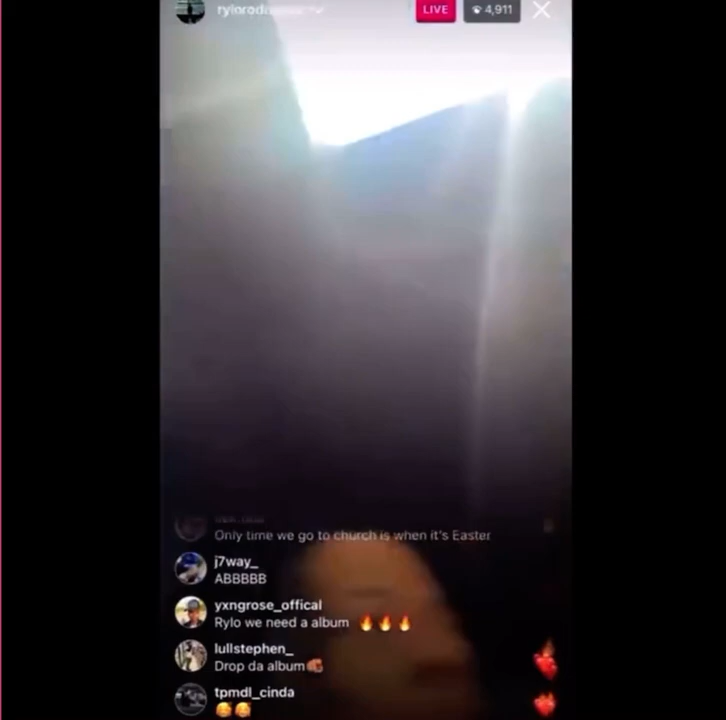 LIVE
4,911
Only time we go to church is when it's Easter
j7way_
ABBBBB
yxngrose_offical
Rylo we need a album 🔥🔥🔥
lullstephen_
Drop da album
tpmdl_cinda
🥰🥰